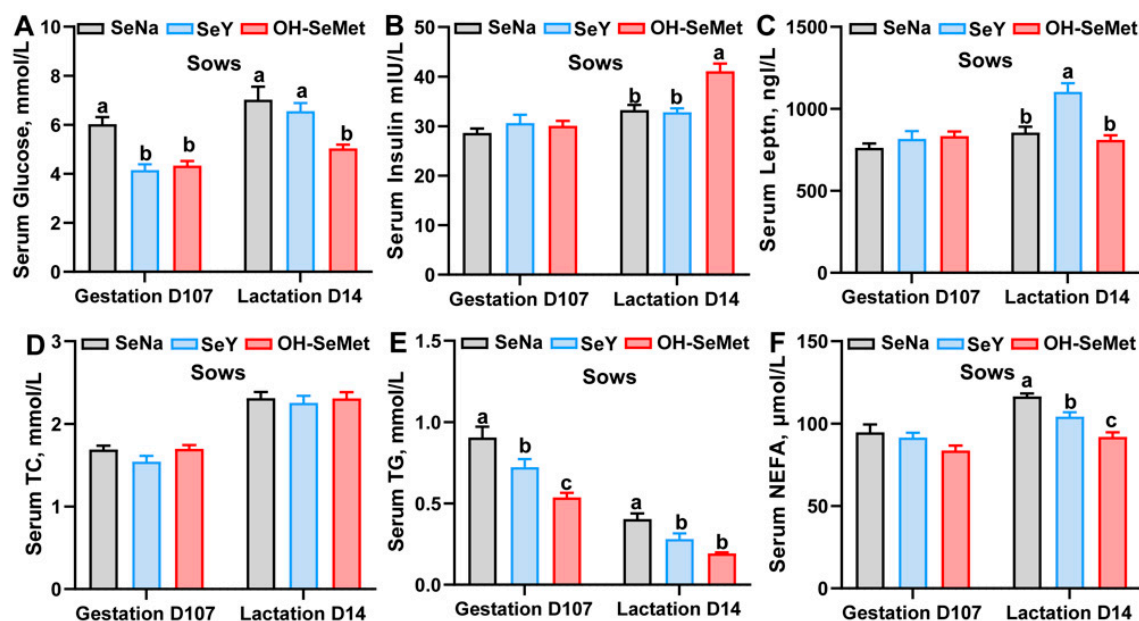 A
SeNa SeY OH-SeMet
Sows
Serum Glucose, mmol/L
10
8
6
4
2
0
a
b
b
a
a
b
Gestation D107 Lactation D14
B
SeNa SeY OH-SeMet
Sows
Serum Insulin mIU/L
50
40
30
20
10
0
b
b
a
Gestation D107 Lactation D14
C
SeNa SeY OH-SeMet
Sows
Serum Leptn, ngl/L
1500
1000
500
0
b
a
b
Gestation D107 Lactation D14
D
SeNa SeY OH-SeMet
Sows
Serum TC, mmol/L
3
2
1
0
Gestation D107 Lactation D14
E
SeNa SeY OH-SeMet
Sows
Serum TG, mmol/L
1.5
1.0
0.5
0.0
a
b
c
a
b
b
Gestation D107 Lactation D14
F
SeNa SeY OH-SeMet
Sows
Serum NEFA, μmol/L
150
100
50
0
a
b
c
Gestation D107 Lactation D14